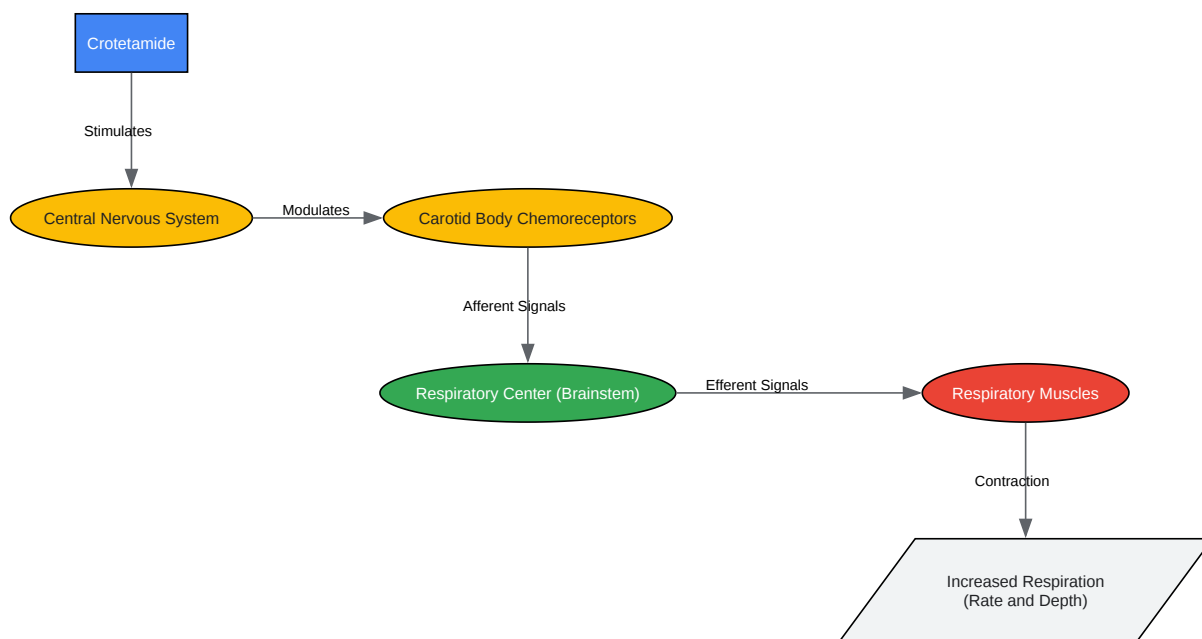 Crotetamide
Stimulates
Central Nervous System
Modulates
Carotid Body Chemoreceptors
Afferent Signals
Respiratory Center (Brainstem)
Efferent Signals
Respiratory Muscles
Contraction
Increased Respiration
(Rate and Depth)